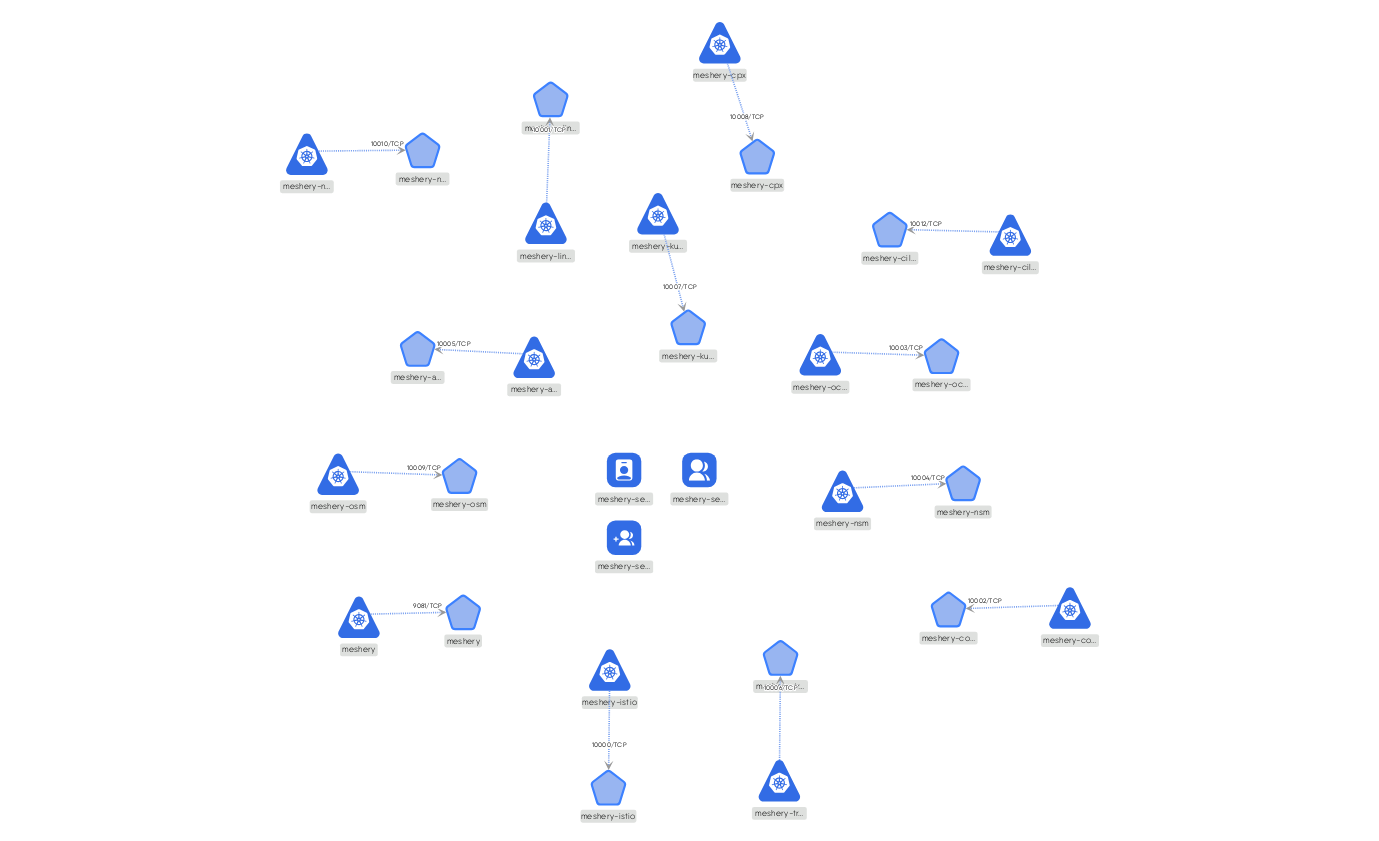 meshery-cpx
10008/TCP
meshery-cpx
10001/TCP
meshery-lin...
10010/TCP
meshery-n...
meshery-n...
meshery-ku...
10007/TCP
meshery-ku...
10012/TCP
meshery-cil...
meshery-cil...
10005/TCP
meshery-a...
meshery-a...
10003/TCP
meshery-oc...
meshery-oc...
10009/TCP
meshery-osm
meshery-osm
meshery-se...
meshery-se...
meshery-se...
10004/TCP
meshery-nsm
meshery-nsm
9081/TCP
meshery
meshery
10002/TCP
meshery-co...
meshery-co...
meshery-istio
10000/TCP
meshery-istio
10006/TCP
meshery-tr...